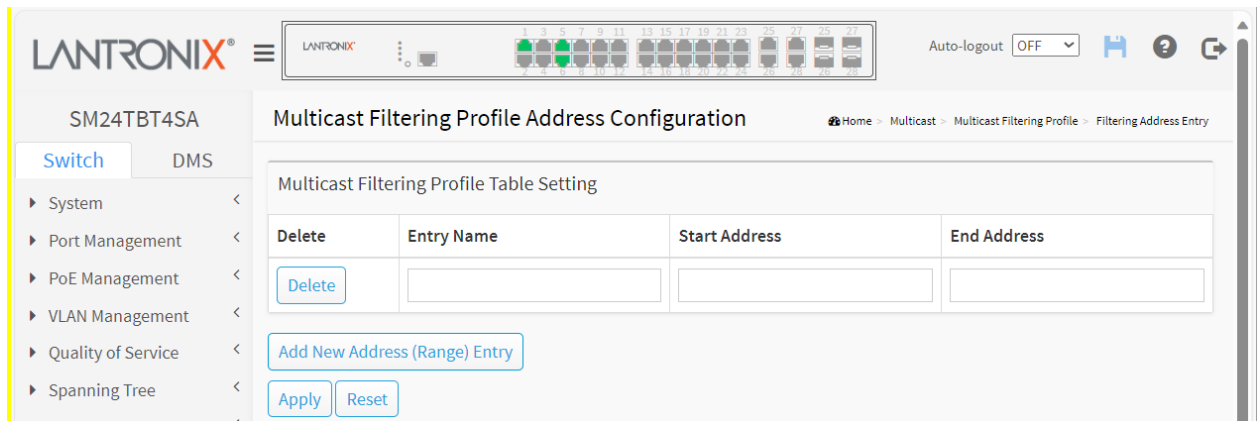 1 3 5 7 9 11 13 15 17 19 21 23 25 27 25 27
LANTRONIX® LANTRONIX Auto-logout OFF
2 4 6 8 10 12 14 16 18 20 22 24 26 28 26 28
SM24TBT4SA
Multicast Filtering Profile Address Configuration
Home > Multicast > Multicast Filtering Profile > Filtering Address Entry
Switch DMS
System
Port Management
PoE Management
VLAN Management
Quality of Service
Spanning Tree
Multicast Filtering Profile Table Setting
Delete Entry Name Start Address End Address
Delete
Add New Address (Range) Entry
Apply Reset